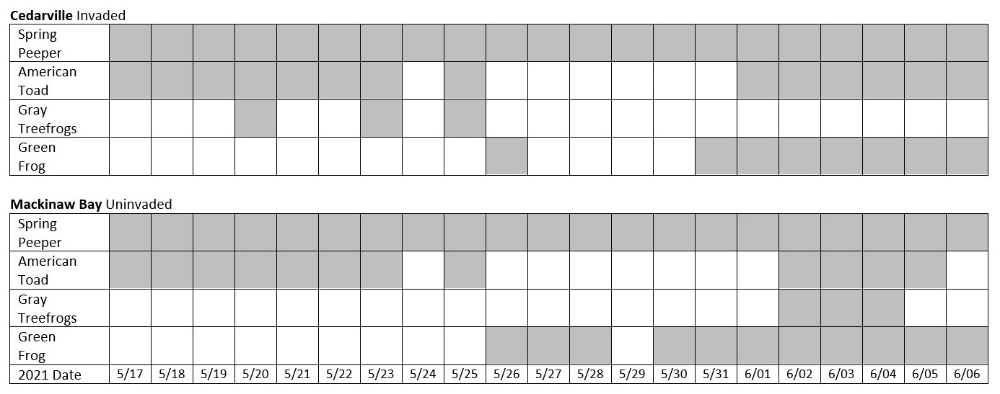 Cedarville Invaded
Spring
Peeper
American
Toad
Gray
Treefrogs
Green
Frog
Mackinaw Bay Uninvaded
Spring
Peeper
American
Toad
Gray
Treefrogs
Green
Frog
2021 Date 5/17 5/18 5/19 5/20 5/21 5/22 5/23 5/24 5/25 5/26 5/27 5/28 5/29 5/30 5/31 6/01 6/02 6/03 6/04 6/05 6/06